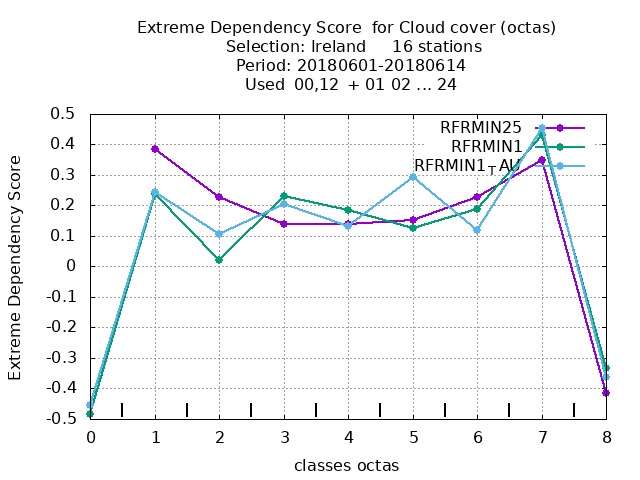 Extreme Dependency Score  for Cloud cover (octas)
Selection: Ireland     16 stations
Period: 20180601-20180614
Used  00,12  + 01 02 ... 24
RFRMIN25
RFRMIN1
Extreme Dependency Score
0.5
0.4
0.3
0.2
0.1
0
-0.1
-0.2
-0.3
-0.4
-0.5
0 1 2 3 4 5 6 7 8
classes octas